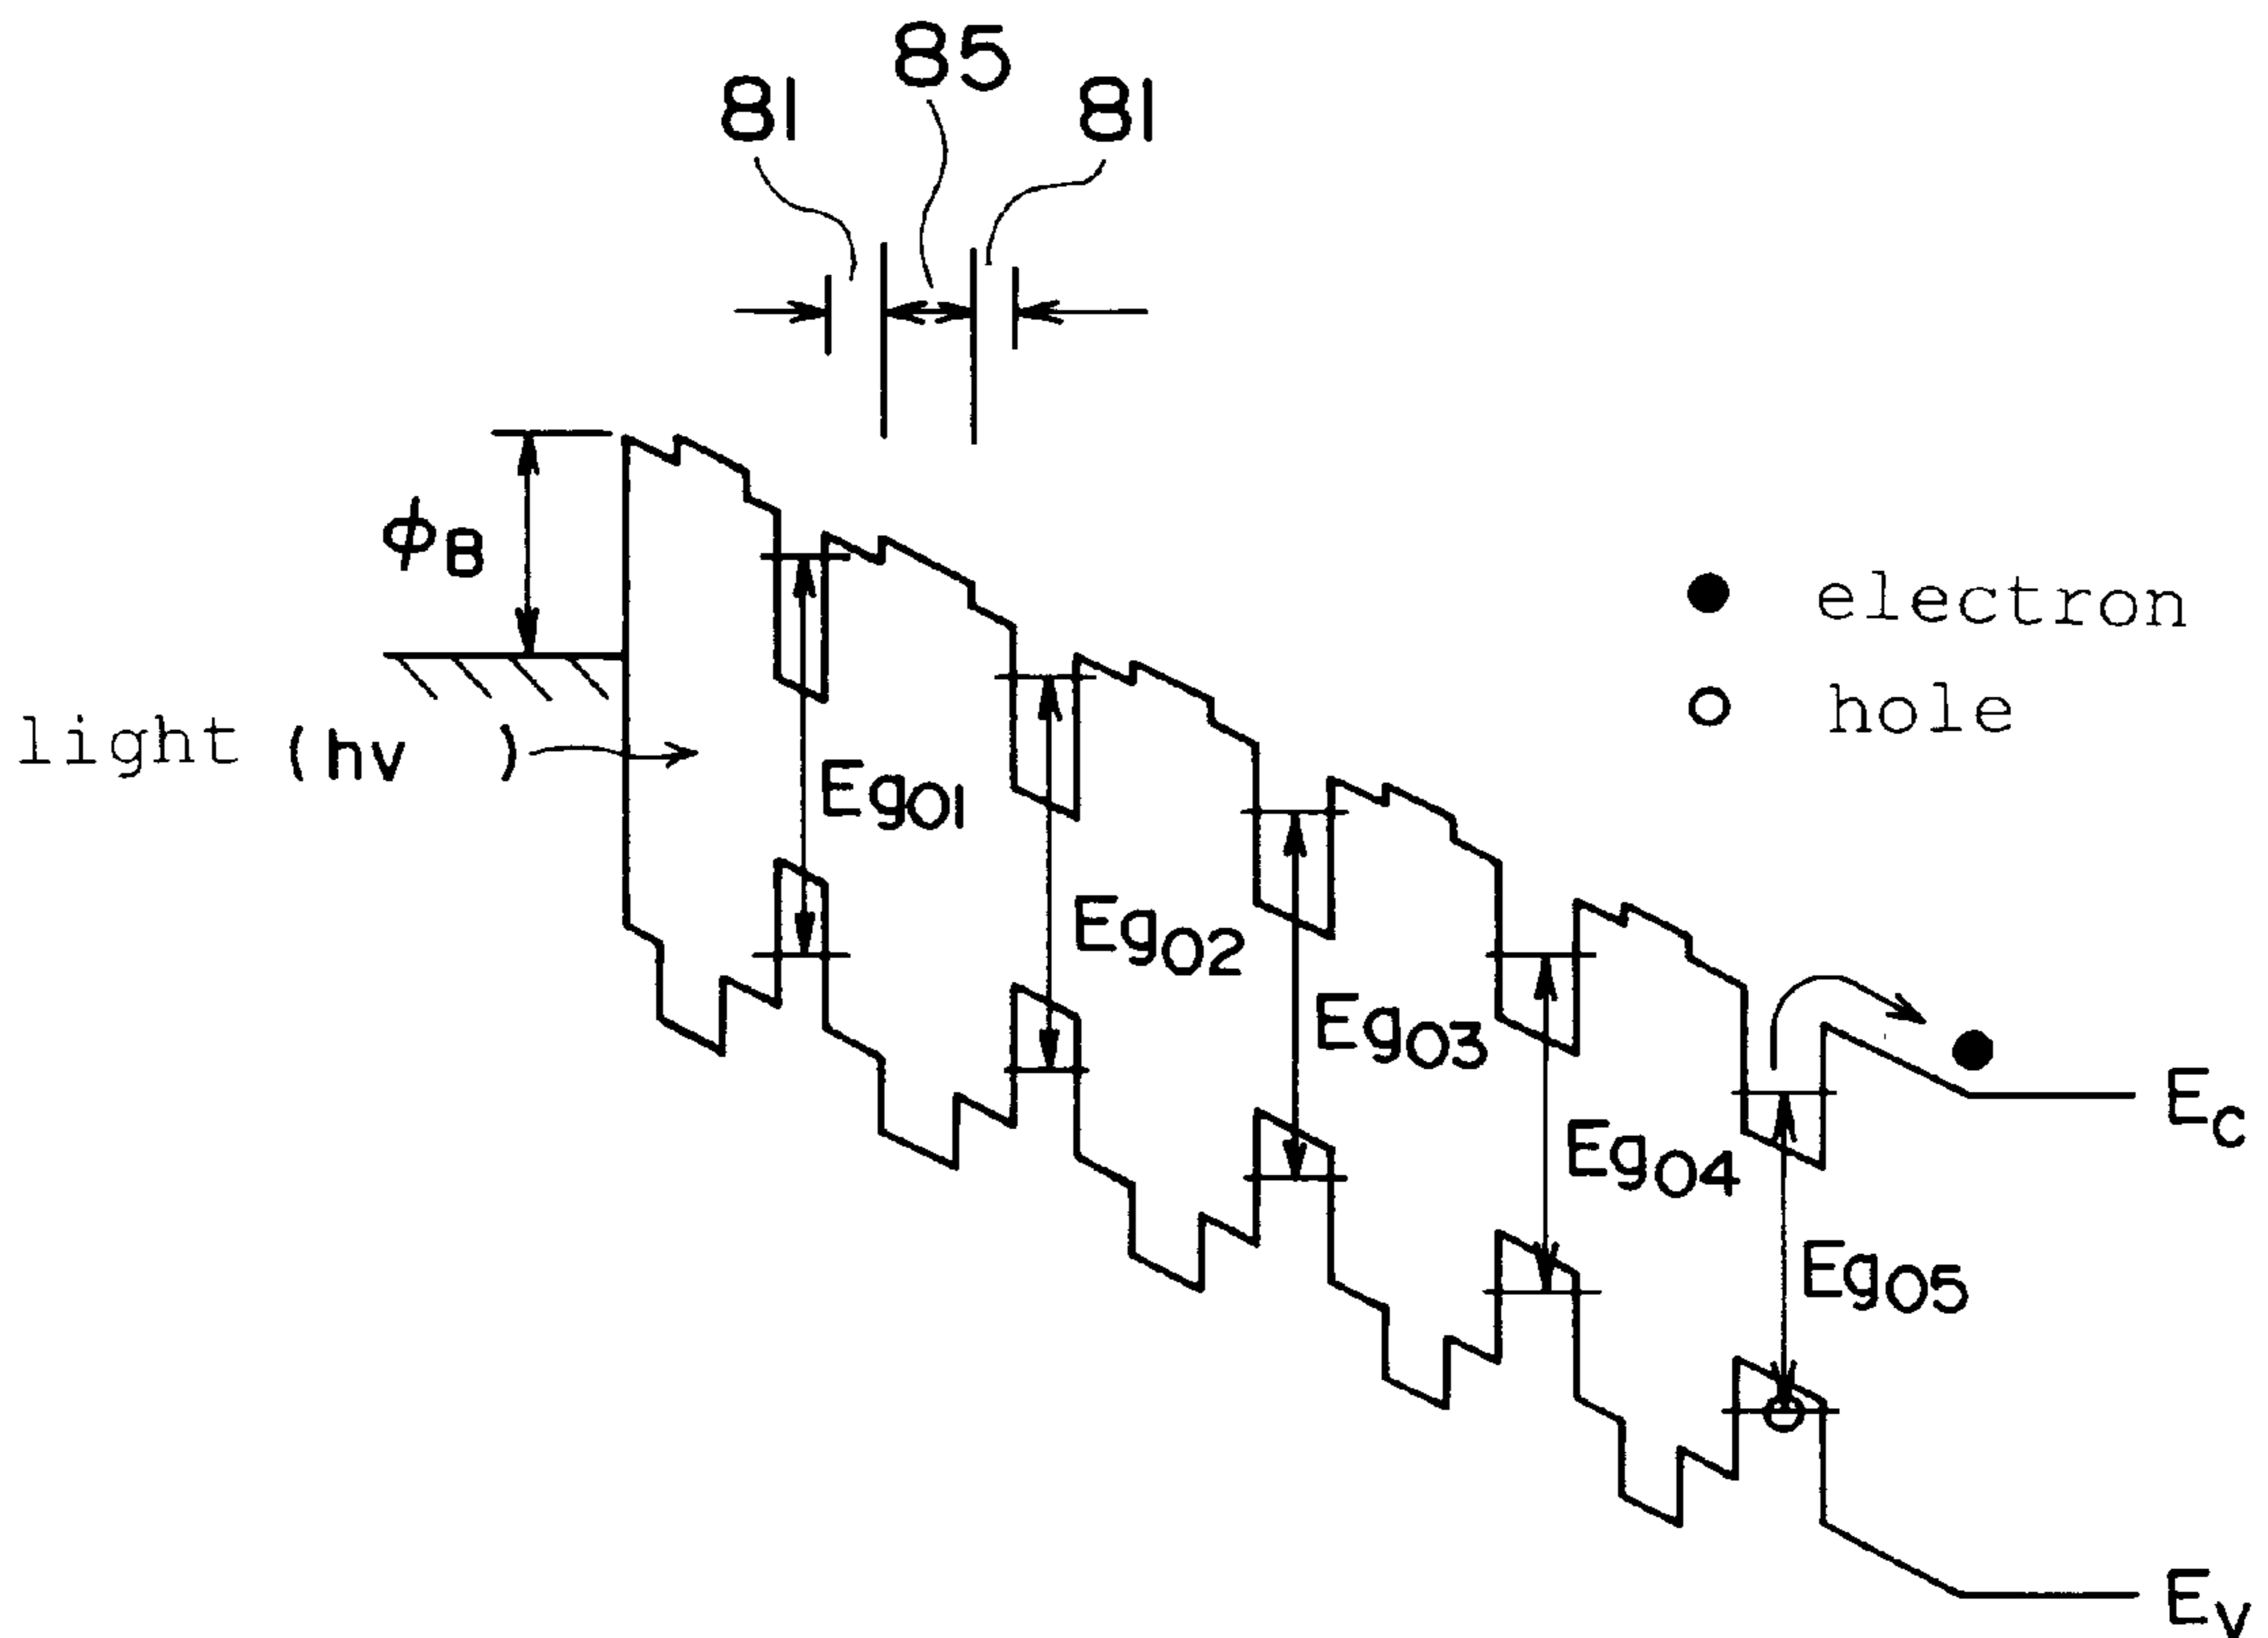 85
81
81
ϕB
electron
hole
light (hν )
Eg01
Eg02
Eg03
Eg04
Eg05
Ec
Ev